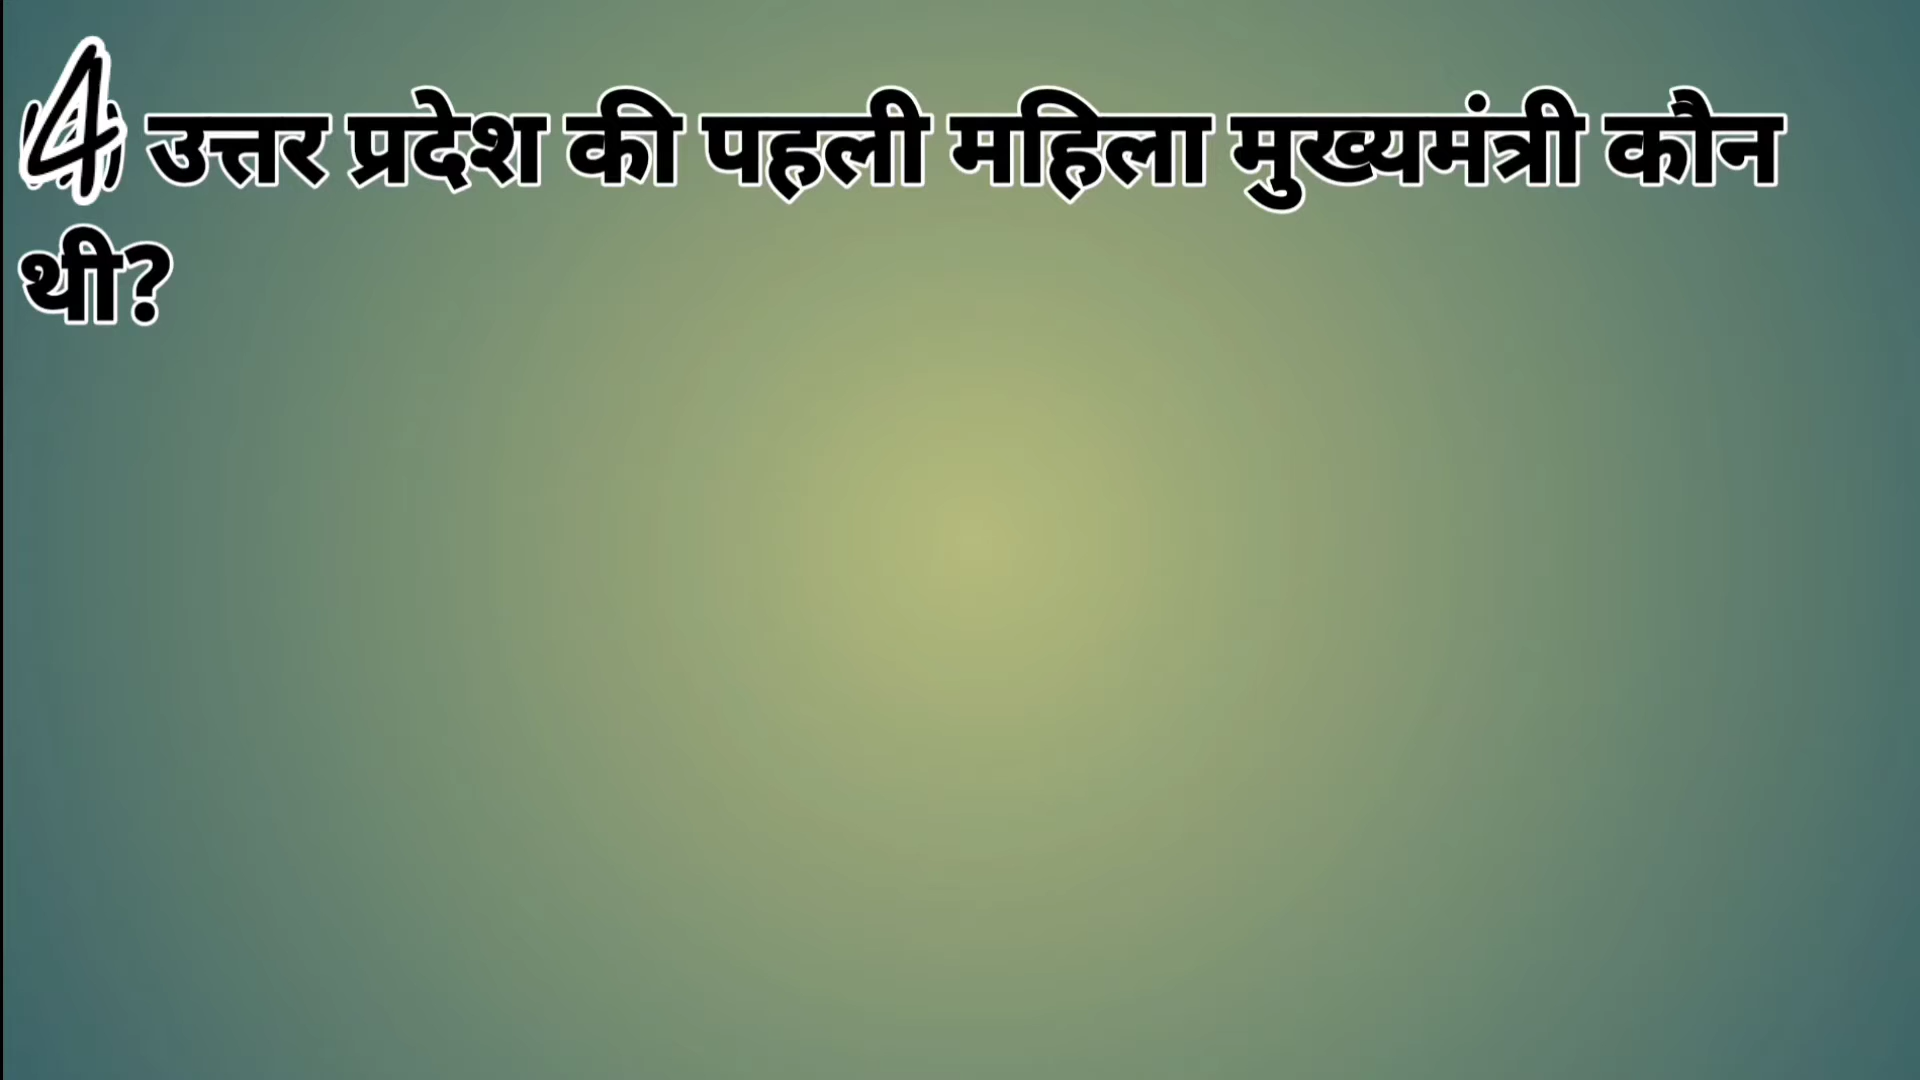 4 उत्तर प्रदेश की पहली महिला मुख्यमंत्री कौन
थी?